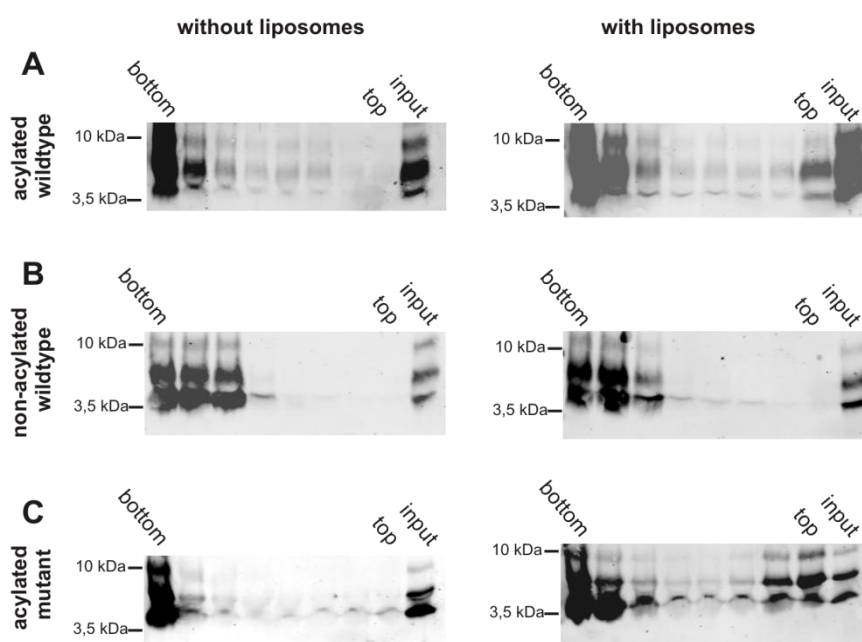 without liposomes
with liposomes
A
acylated
wildtype
bottom
top
input
10 kDa
3,5 kDa
bottom
top
input
10 kDa
3,5 kDa
B
non-acylated
wildtype
bottom
top
input
10 kDa
3,5 kDa
bottom
top
input
10 kDa
3,5 kDa
C
acylated
mutant
bottom
top
input
10 kDa
3,5 kDa
bottom
top
input
10 kDa
3,5 kDa